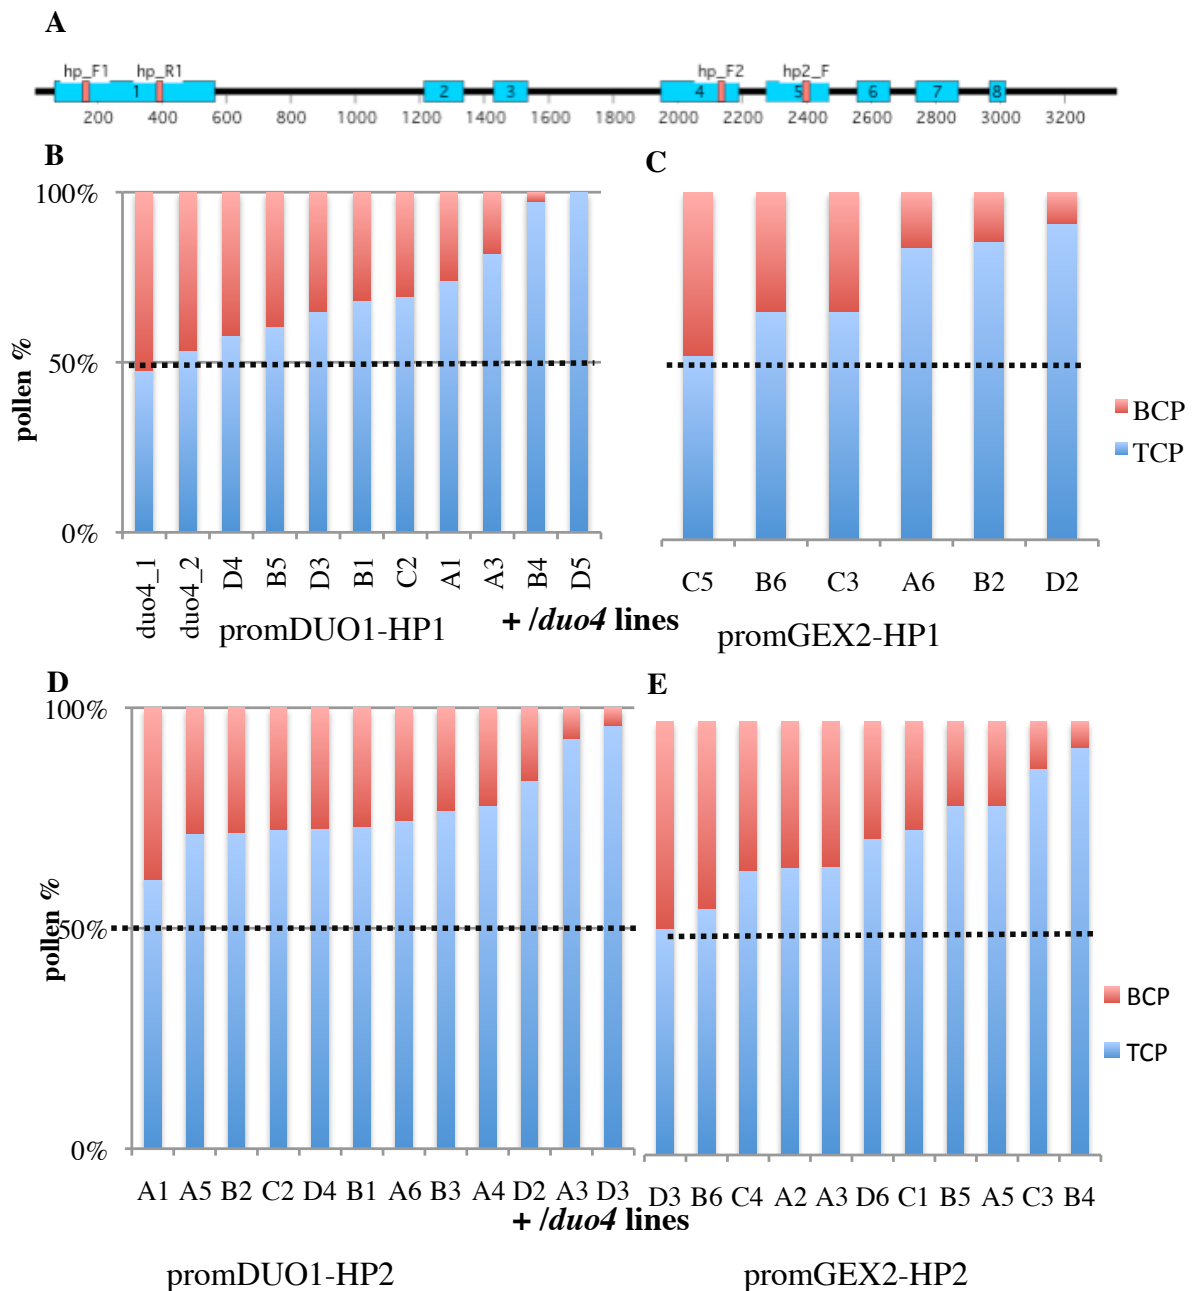 A
hp_F1 hp_R1 hp_F2 hp2_F
1 2 3 4 5 6 7 8
200 400 600 800 1000 1200 1400 1600 1800 2000 2200 2400 2600 2800 3000 3200
B
100%
50%
0%
pollen %
duo4_1 duo4_2 D4 B5 D3 B1 C2 A1 A3 B4 D5
promDUO1-HP1
C
BCP
TCP
C5 B6 C3 A6 B2 D2
+ /duo4 lines
promGEX2-HP1
D
100%
50%
0%
pollen %
A1 A5 B2 C2 D4 B1 A6 B3 A4 D2 A3 D3
E
BCP
TCP
D3 B6 C4 A2 A3 D6 C1 B5 A5 C3 B4
+ /duo4 lines
promDUO1-HP2
promGEX2-HP2